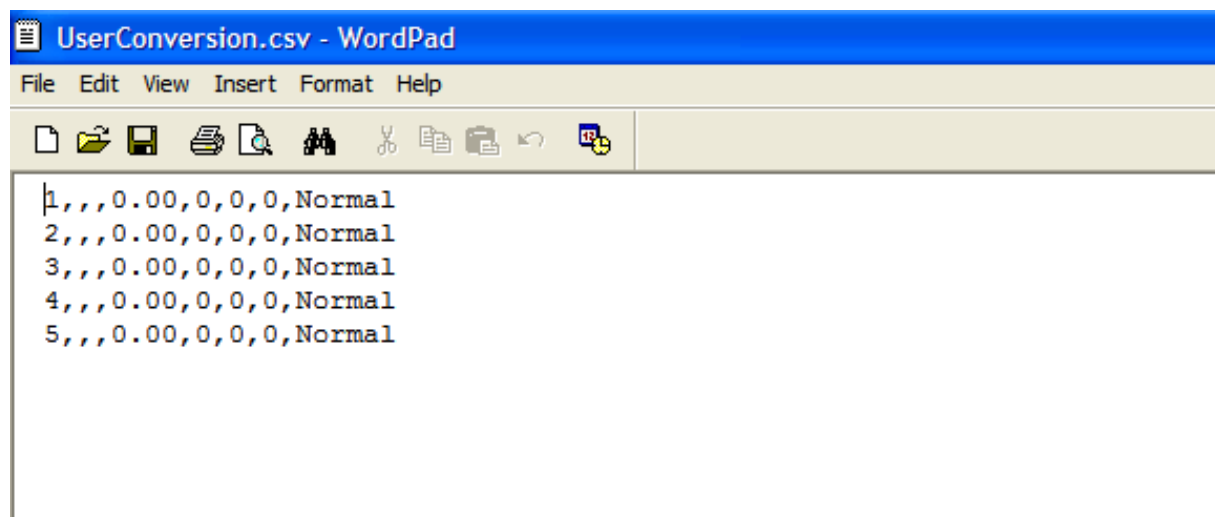 UserConversion.csv - WordPad
File Edit View Insert Format Help
1,,,0.00,0,0,0,Normal
2,,,0.00,0,0,0,Normal
3,,,0.00,0,0,0,Normal
4,,,0.00,0,0,0,Normal
5,,,0.00,0,0,0,Normal